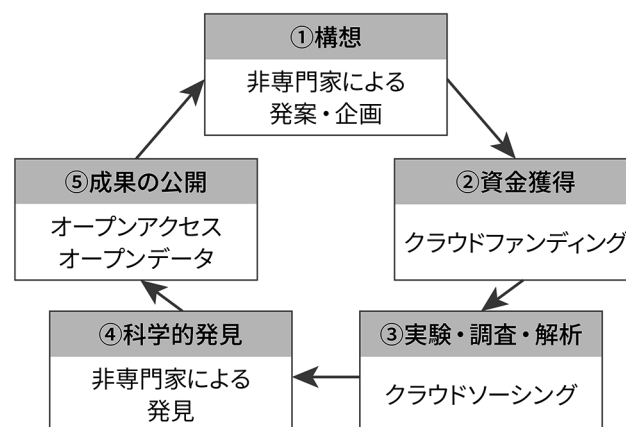 ①構想
非専門家による
発案・企画
②資金獲得
クラウドファンディング
③実験・調査・解析
クラウドソーシング
④科学的発見
非専門家による
発見
⑤成果の公開
オープンアクセス
オープンデータ